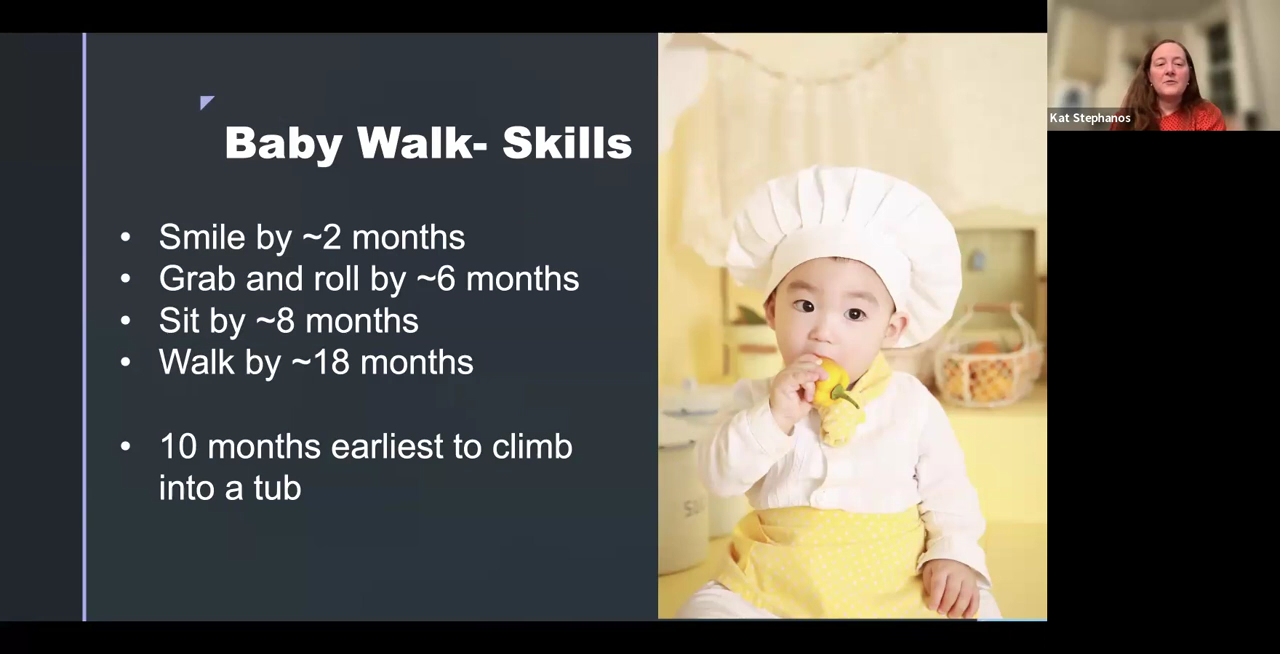 Baby Walk- Skills
• Smile by ~2 months
• Grab and roll by ~6 months
• Sit by ~8 months
• Walk by ~18 months
• 10 months earliest to climb
into a tub
Kat Stephanos